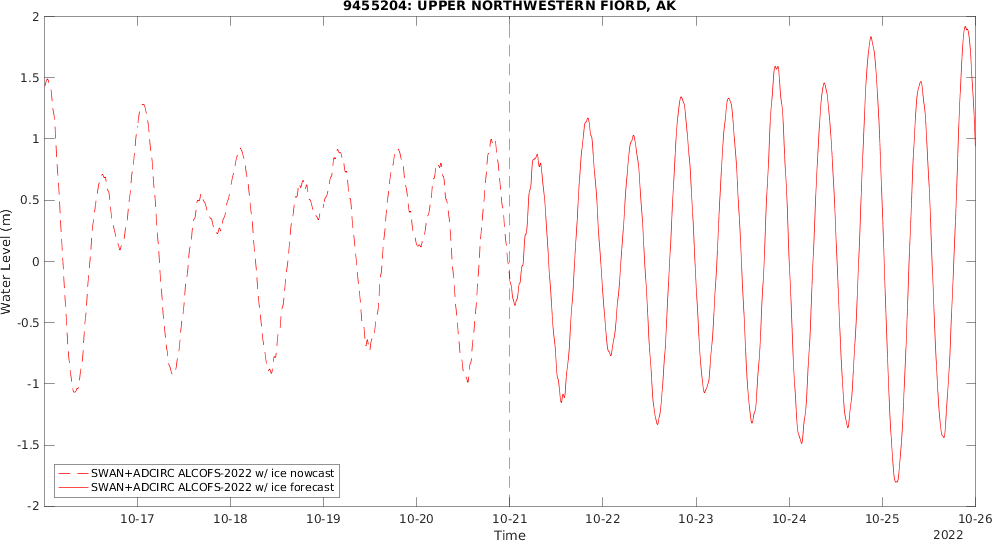 9455204: UPPER NORTHWESTERN FIORD, AK
2
1.5
1
0.5
0
-0.5
-1
-1.5
-2
Water Level (m)
SWAN+ADCIRC ALCOFS-2022 w/ ice nowcast
SWAN+ADCIRC ALCOFS-2022 w/ ice forecast
10-17 10-18 10-19 10-20 10-21 10-22 10-23 10-24 10-25 10-26
Time
2022